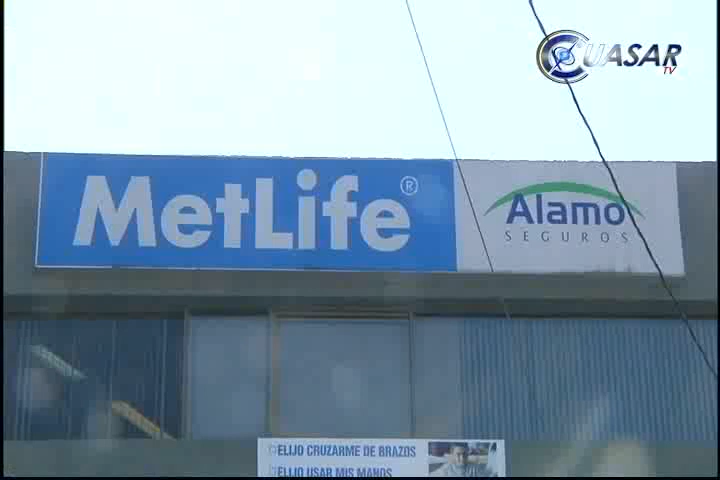 CUASAR
TV
MetLife®
Alamo
SEGUROS
ELIJO CRUZARME DE BRAZOS
ELIJO USAR MIS MANOS